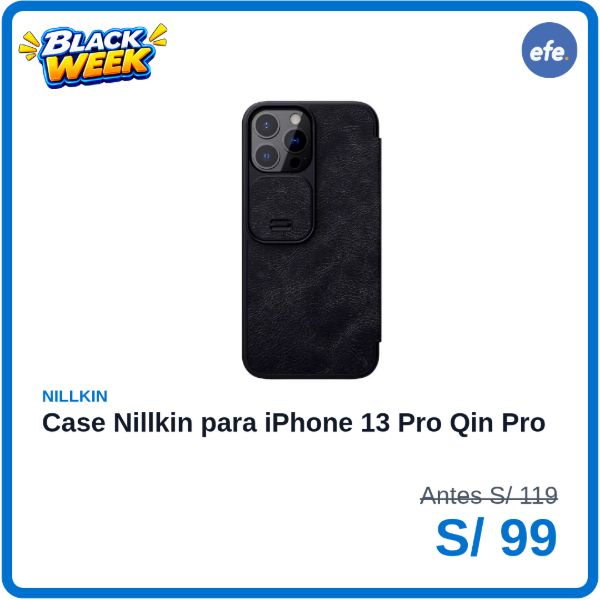 BLACK
WEEK
efe.
NILLKIN
Case Nillkin para iPhone 13 Pro Qin Pro
Antes S/ 119
S/ 99